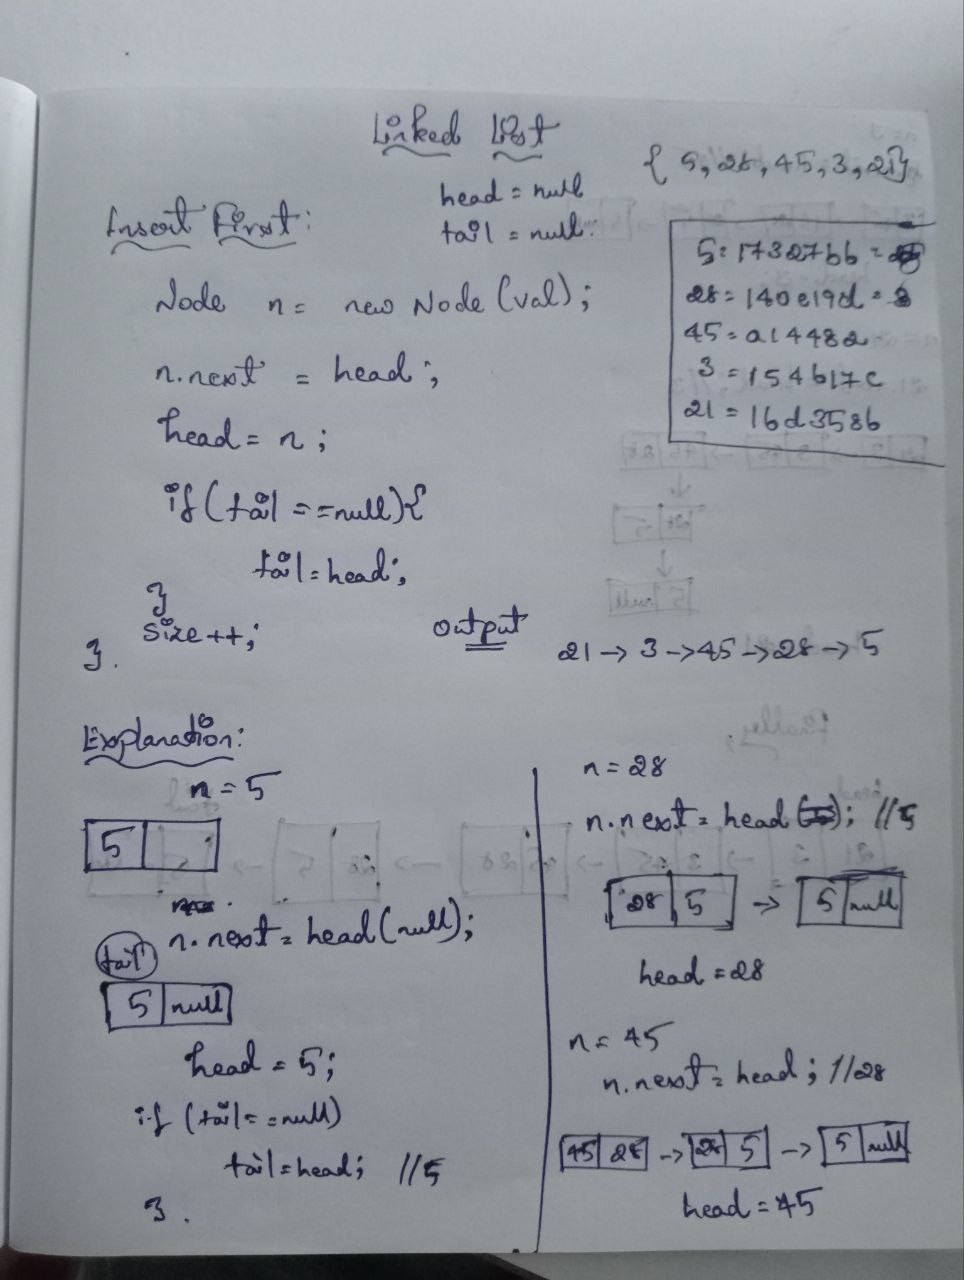 Linked List
{ 5, 28, 45, 3, 21}
head = null
tail = null.
Insert First:
5 = 17327bb =
28 = 140e19d =
45 = a14482
3 = 154617c
21 = 16d3586
Node n = new Node (val);
n.next = head;
head = n;
if (tail == null){
tail = head;
}
size ++;
}.
output
21 -> 3 -> 45 -> 28 -> 5
Explanation:
n = 5
5
n.next = head (null);
tail
5 null
head = 5;
if (tail == null)
tail = head; //5
}.
n = 28
n.next = head ; //5
28 5 -> 5 null
head = 28
n = 45
n.next = head ; //28
45 28 -> 28 5 -> 5 null
head = 45